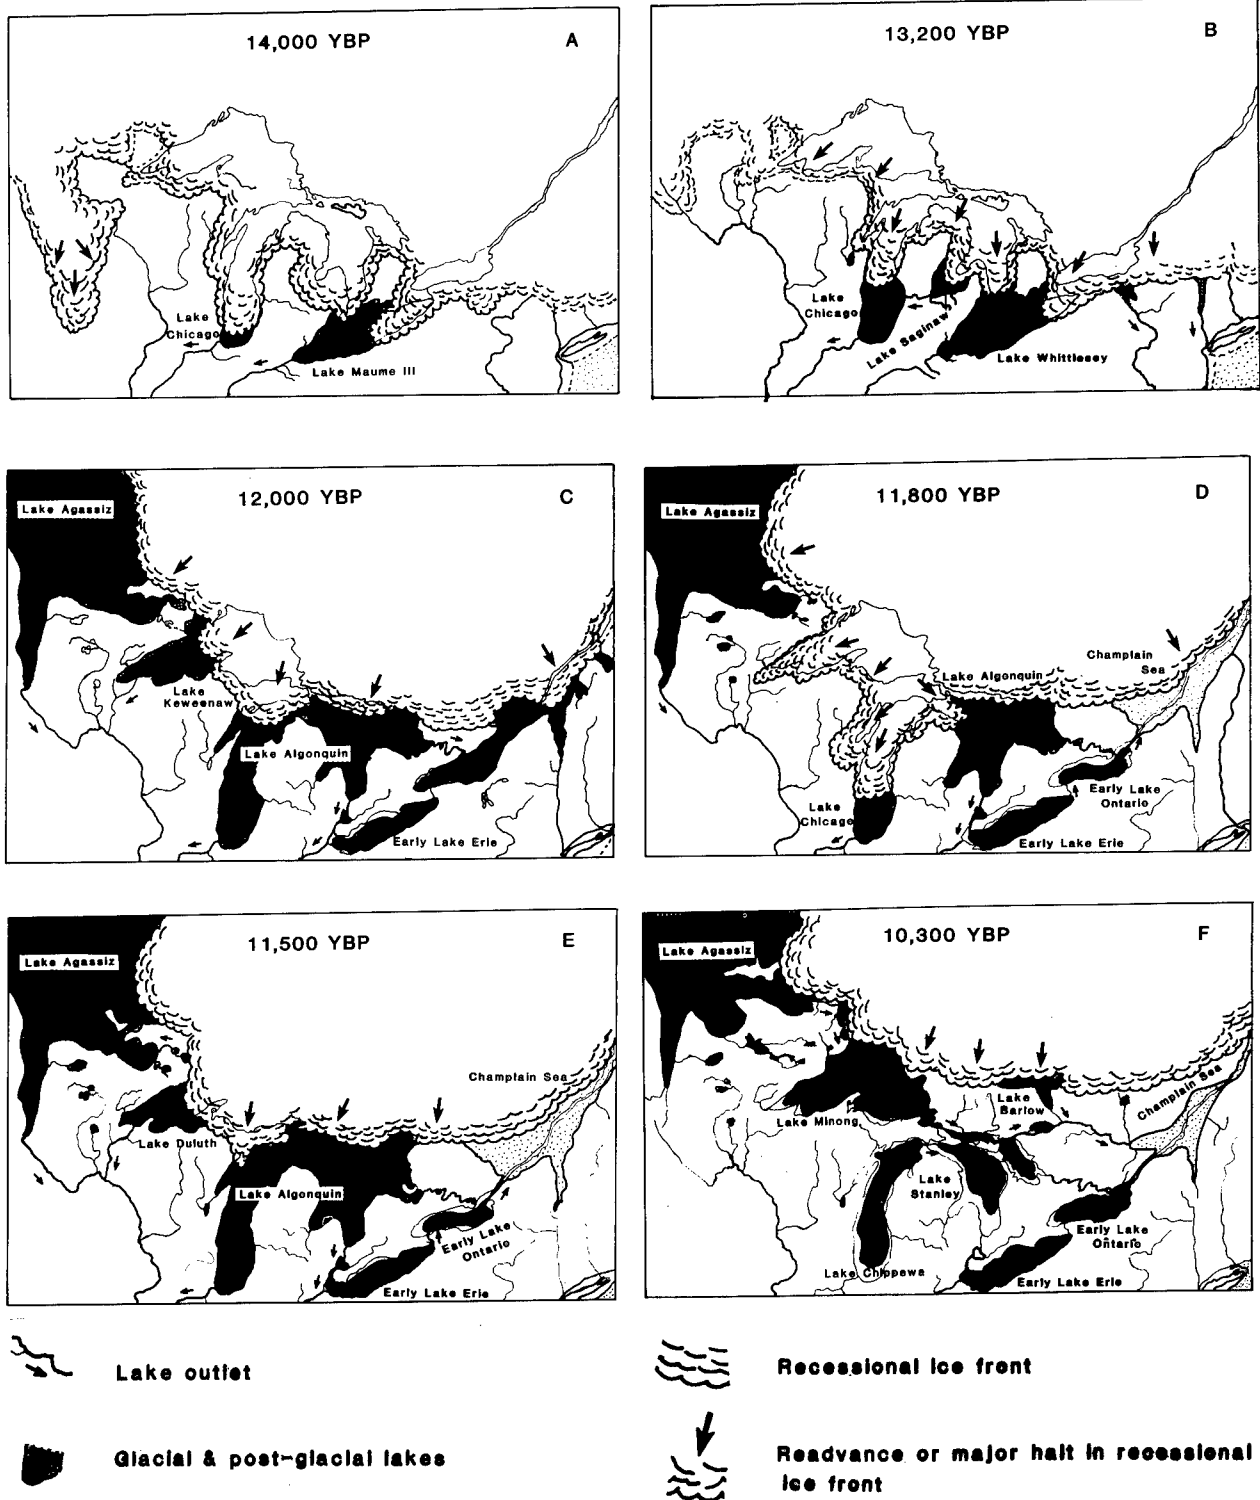 14,000 YBP
A
Lake
Chicago
Lake Maume III
13,200 YBP
B
Lake
Chicago
Lake Saginaw
Lake Whittlesey
12,000 YBP
C
Lake Agassiz
Lake
Keweenaw
Lake Algonquin
Early Lake Erie
11,800 YBP
D
Lake Agassiz
Champlain
Sea
Lake Algonquin
Lake
Chicago
Early Lake
Ontario
Early Lake Erie
11,500 YBP
E
Lake Agassiz
Champlain Sea
Lake Duluth
Lake Algonquin
Early Lake
Ontario
Early Lake Erie
10,300 YBP
F
Lake Agassiz
Lake
Barlow
Champlain Sea
Lake Minong
Lake
Stanley
Early Lake
Ontario
Lake Chippewa
Early Lake Erie
Lake outlet
Recessional ice front
Glacial & post-glacial lakes
Readvance or major halt in recessional
ice front